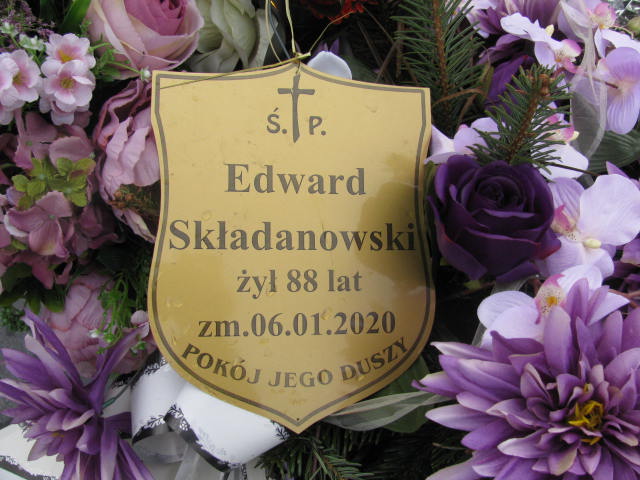 Ś. P.
Edward
Składanowski
żył 88 lat
zm.06.01.2020
POKÓJ JEGO DUSZY